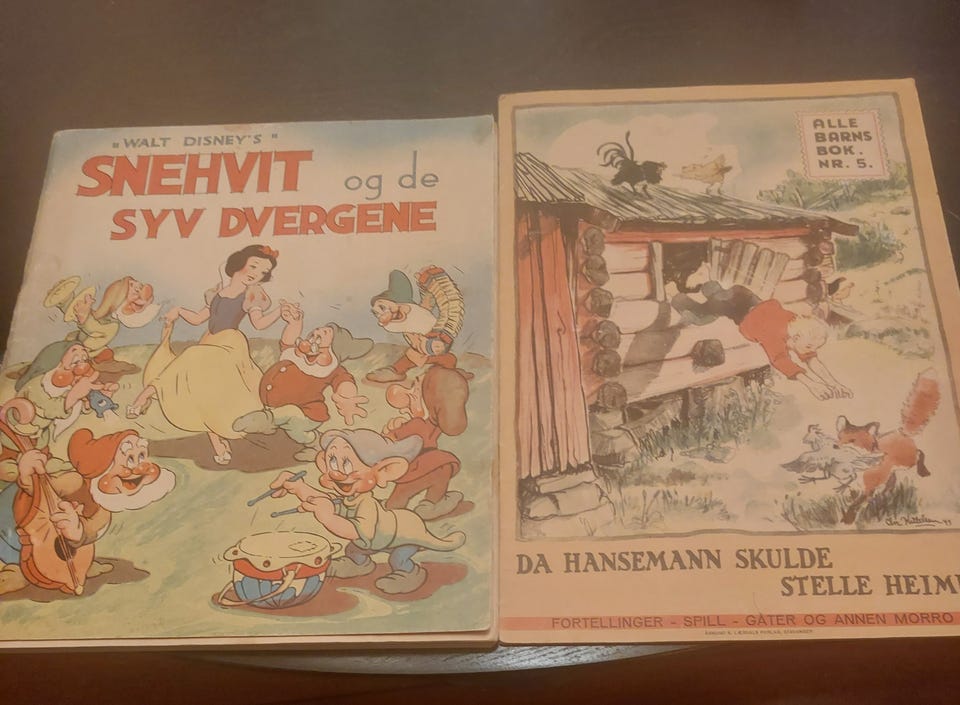 "WALT DISNEY'S"
SNEHVIT og de
SYV DVERGENE
ALLE
BARNS
BOK.
NR. 5.
DA HANSEMANN SKULDE
STELLE HEIM
FORTELLINGER - SPILL - GÅTER OG ANNEN MORRO